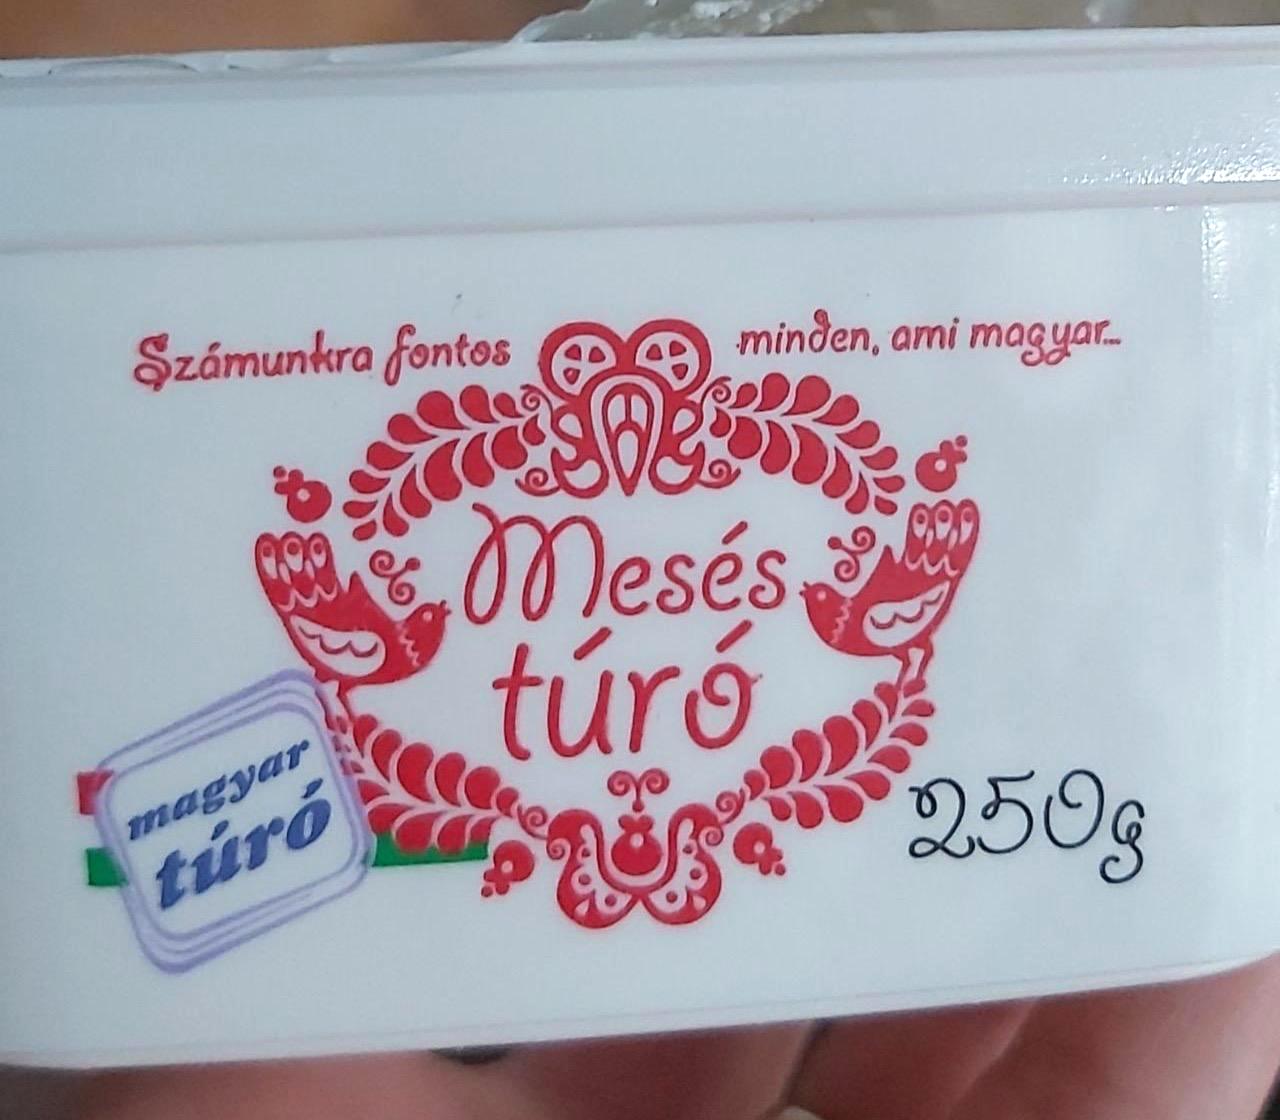 Számunkra fontos minden, ami magyar...
Mesés
túró
magyar
túró
250g